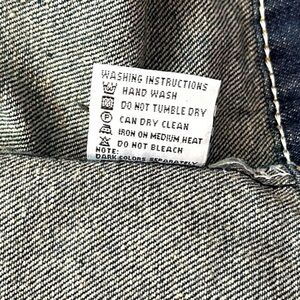 WASHING INSTRUCTIONS
HAND WASH
DO NOT TUMBLE DRY
P CAN DRY CLEAN
IRON ON MEDIUM HEAT
DO NOT BLEACH
NOTE:
DARK COLORS SEPARATELY